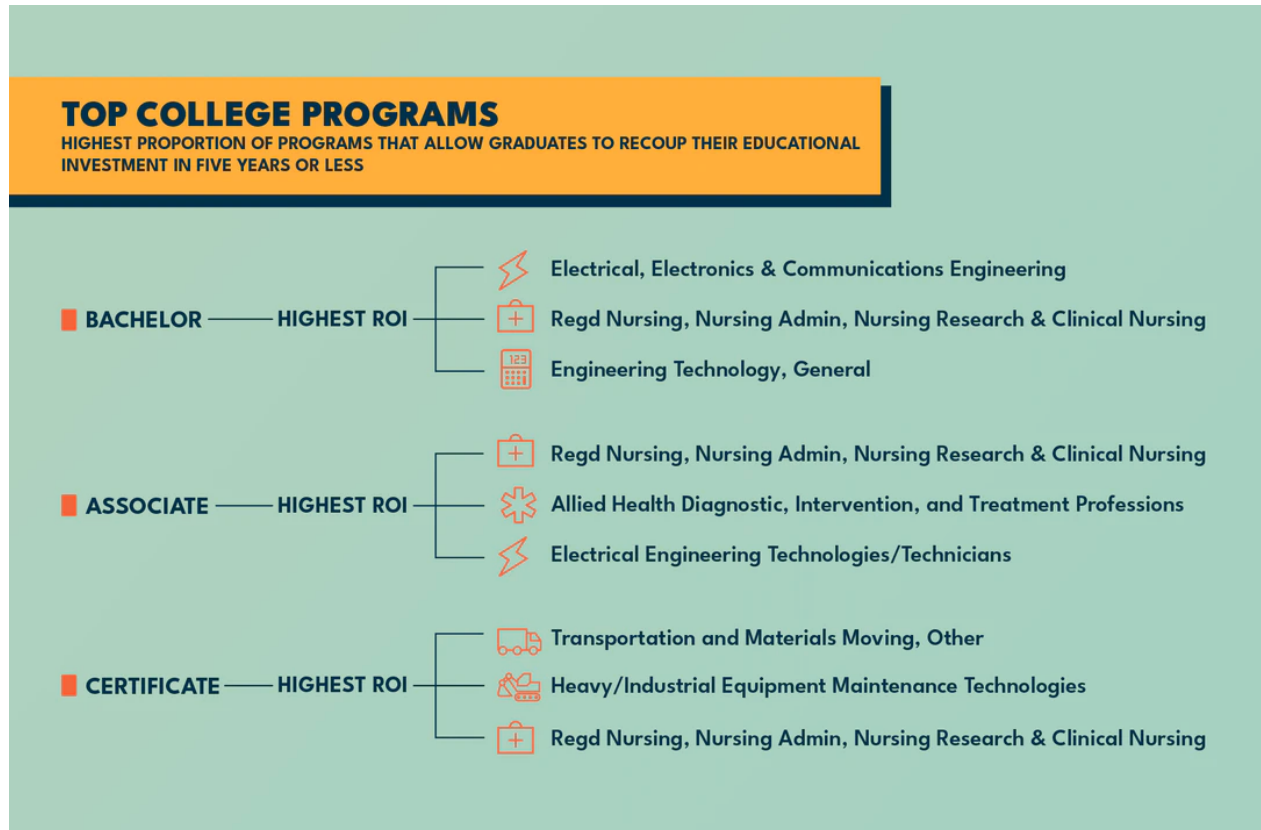 TOP COLLEGE PROGRAMS
HIGHEST PROPORTION OF PROGRAMS THAT ALLOW GRADUATES TO RECOUP THEIR EDUCATIONAL
INVESTMENT IN FIVE YEARS OR LESS
BACHELOR
HIGHEST ROI
Electrical, Electronics & Communications Engineering
Regd Nursing, Nursing Admin, Nursing Research & Clinical Nursing
123
Engineering Technology, General
ASSOCIATE
HIGHEST ROI
Regd Nursing, Nursing Admin, Nursing Research & Clinical Nursing
Allied Health Diagnostic, Intervention, and Treatment Professions
Electrical Engineering Technologies/Technicians
CERTIFICATE
HIGHEST ROI
Transportation and Materials Moving, Other
Heavy/Industrial Equipment Maintenance Technologies
Regd Nursing, Nursing Admin, Nursing Research & Clinical Nursing